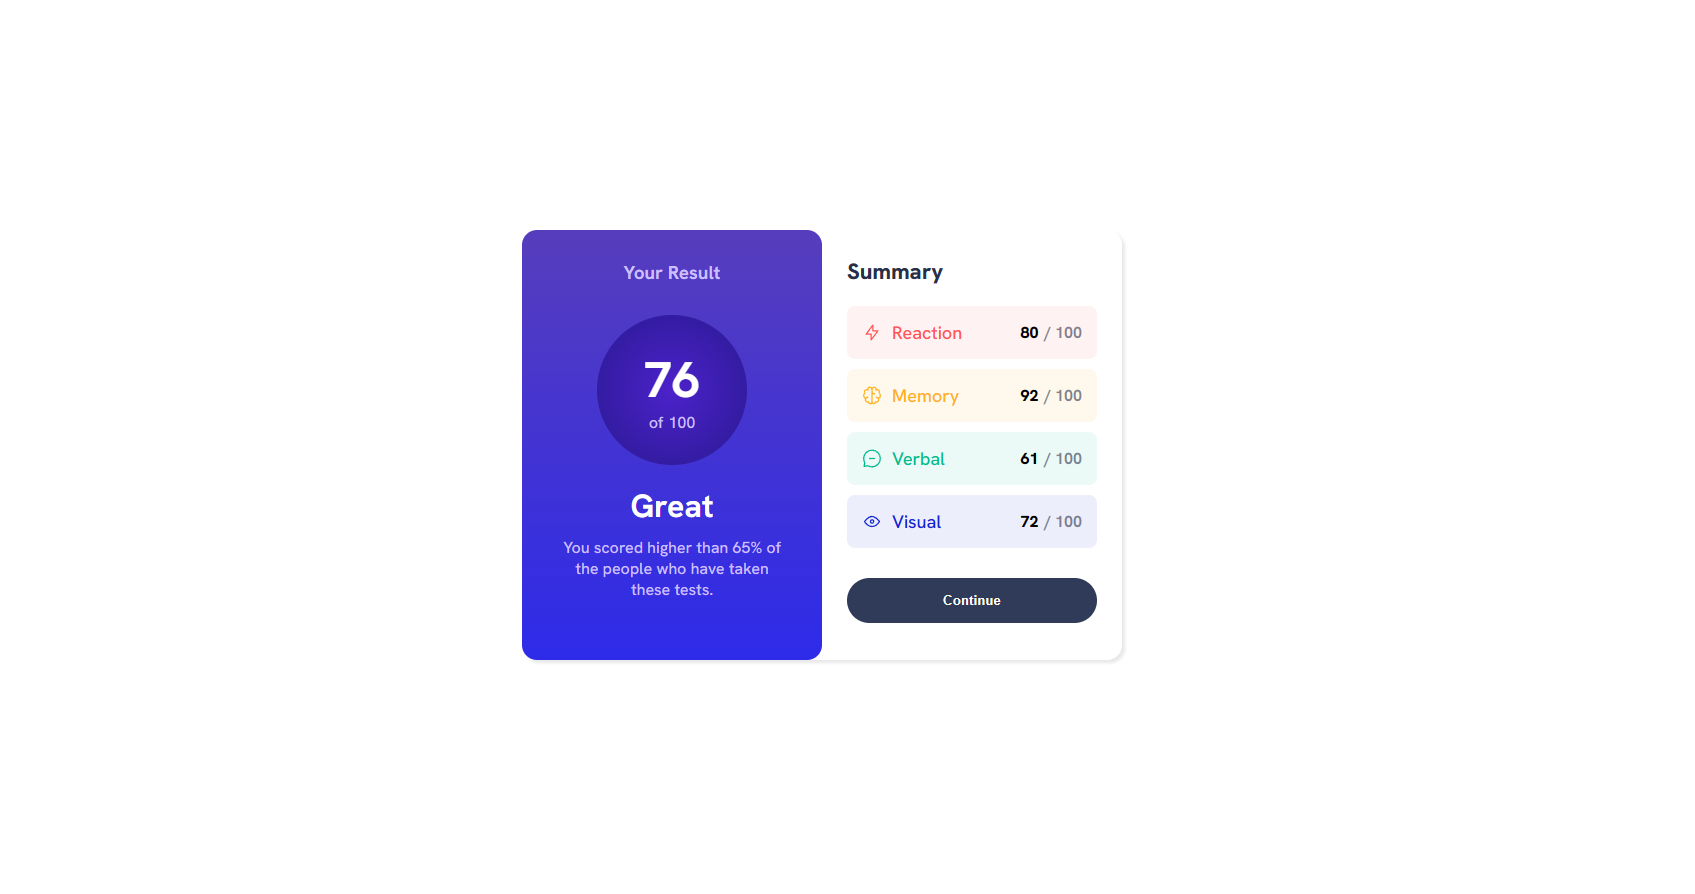 Your Result
76
of 100
Great
You scored higher than 65% of
the people who have taken
these tests.
Summary
Reaction 80 / 100
Memory 92 / 100
Verbal 61 / 100
Visual 72 / 100
Continue